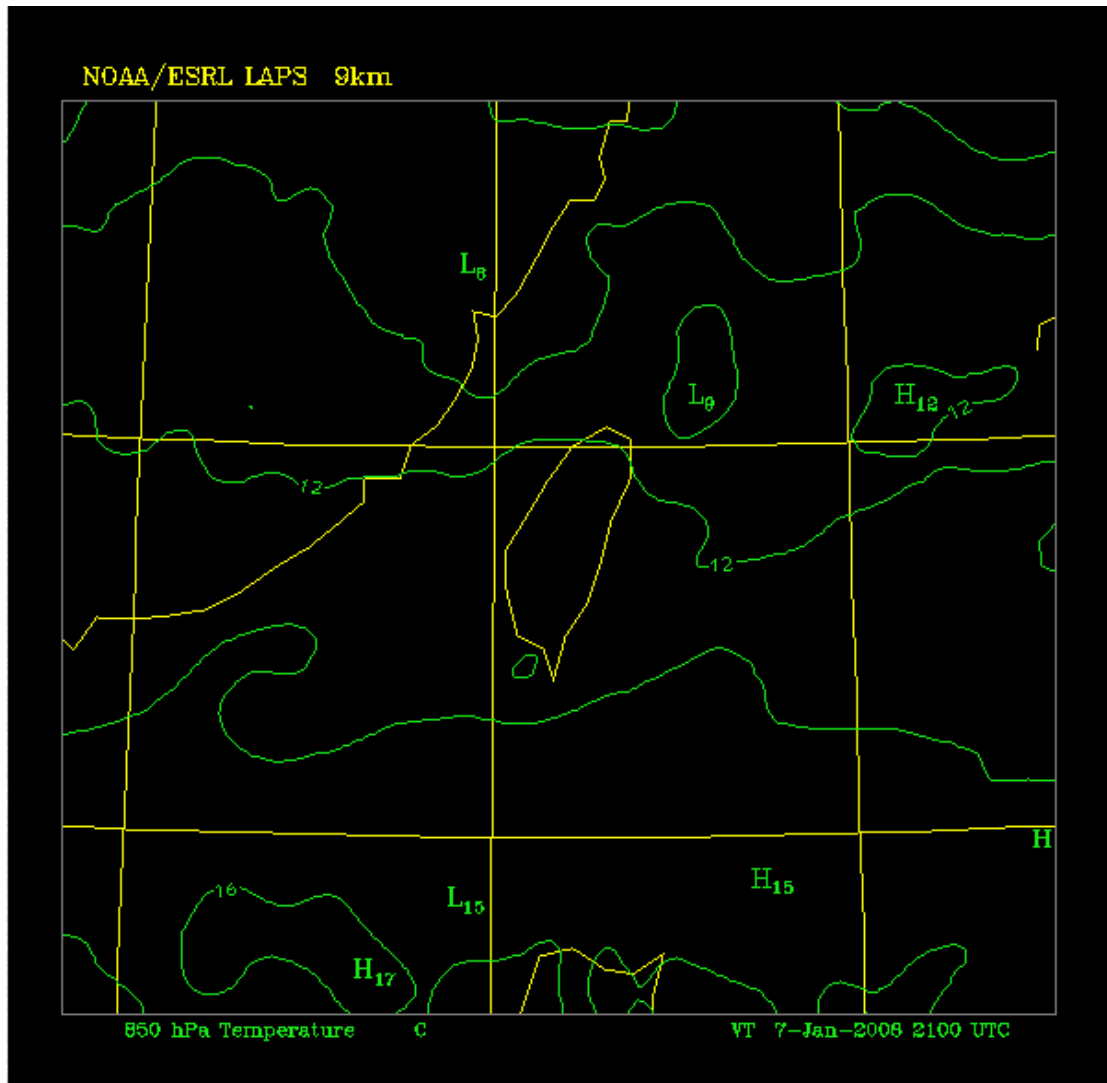 NOAA/ESRL LAPS 9km
L8
L9
H12
12
12
12
H
H15
16
L15
H17
850 hPa Temperature C VT 7-Jan-2008 2100 UTC